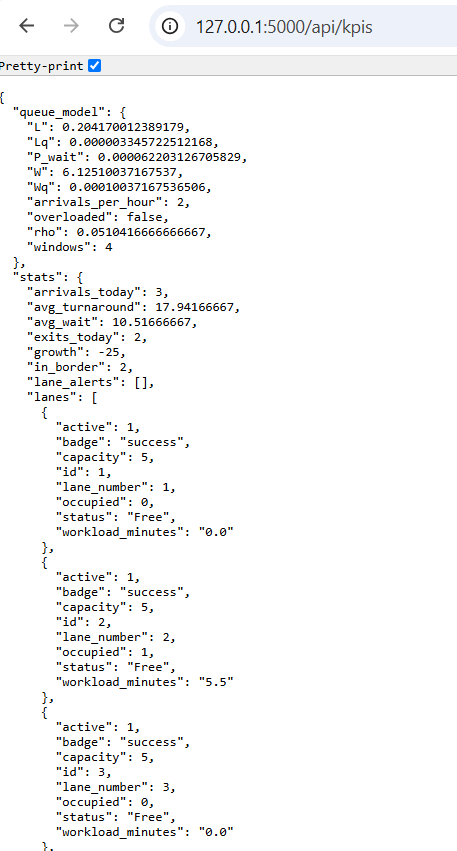 127.0.0.1:5000/api/kpis
Pretty-print
{
  "queue_model": {
    "L": 0.204170012389179,
    "Lq": 0.000003345722512168,
    "P_wait": 0.000062203126705829,
    "W": 6.12510037167537,
    "Wq": 0.00010037167536506,
    "arrivals_per_hour": 2,
    "overloaded": false,
    "rho": 0.0510416666666667,
    "windows": 4
  },
  "stats": {
    "arrivals_today": 3,
    "avg_turnaround": 17.94166667,
    "avg_wait": 10.51666667,
    "exits_today": 2,
    "growth": -25,
    "in_border": 2,
    "lane_alerts": [],
    "lanes": [
      {
        "active": 1,
        "badge": "success",
        "capacity": 5,
        "id": 1,
        "lane_number": 1,
        "occupied": 0,
        "status": "Free",
        "workload_minutes": "0.0"
      },
      {
        "active": 1,
        "badge": "success",
        "capacity": 5,
        "id": 2,
        "lane_number": 2,
        "occupied": 1,
        "status": "Free",
        "workload_minutes": "5.5"
      },
      {
        "active": 1,
        "badge": "success",
        "capacity": 5,
        "id": 3,
        "lane_number": 3,
        "occupied": 0,
        "status": "Free",
        "workload_minutes": "0.0"
      },